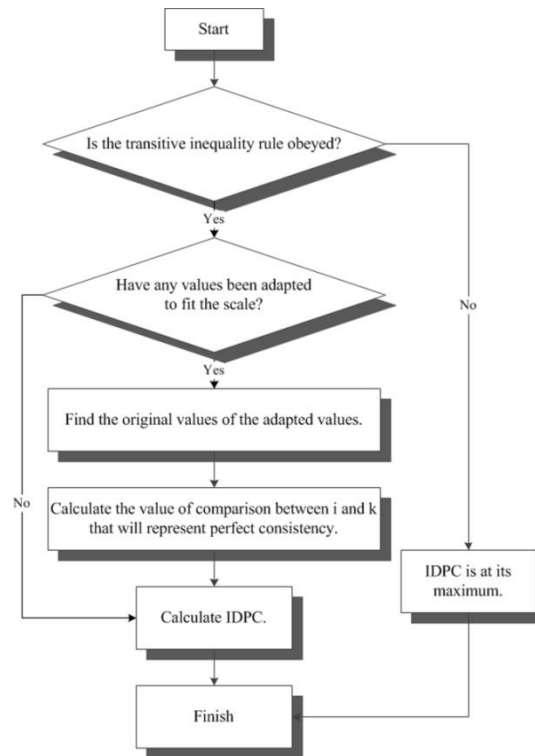 Start
Is the transitive inequality rule obeyed?
Yes
Have any values been adapted
to fit the scale?
No
Yes
Find the original values of the adapted values.
No
Calculate the value of comparison between i and k
that will represent perfect consistency.
IDPC is at its
maximum.
Calculate IDPC.
Finish